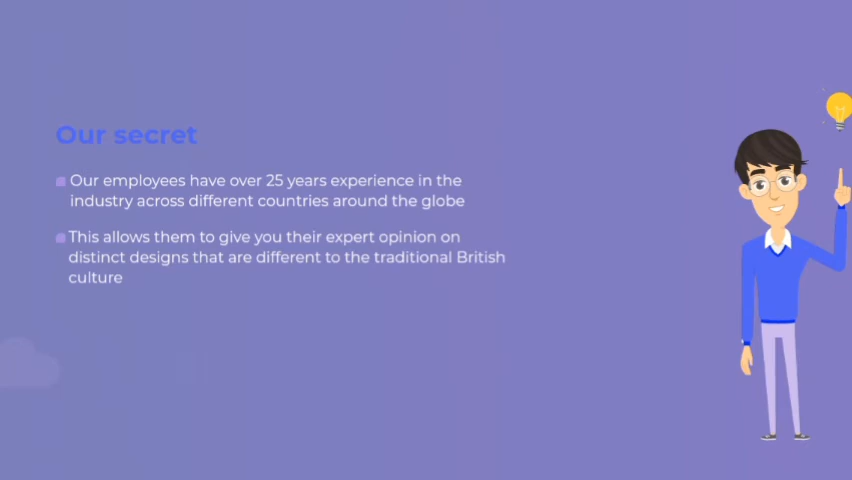 Our secret
Our employees have over 25 years experience in the
industry across different countries around the globe
This allows them to give you their expert opinion on
distinct designs that are different to the traditional British
culture